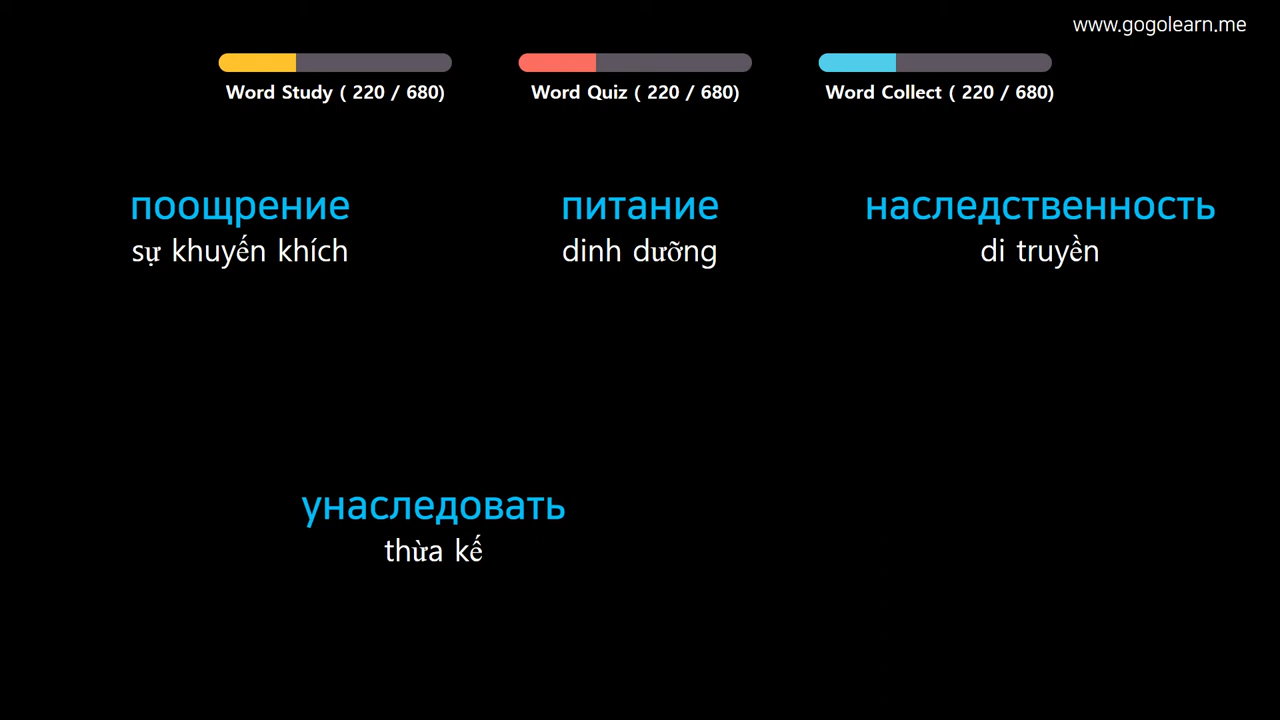 www.gogolearn.me
Word Study ( 220 / 680)
Word Quiz ( 220 / 680)
Word Collect ( 220 / 680)
поощрение
sự khuyến khích
питание
dinh dưỡng
наследственность
di truyền
унаследовать
thừa kế